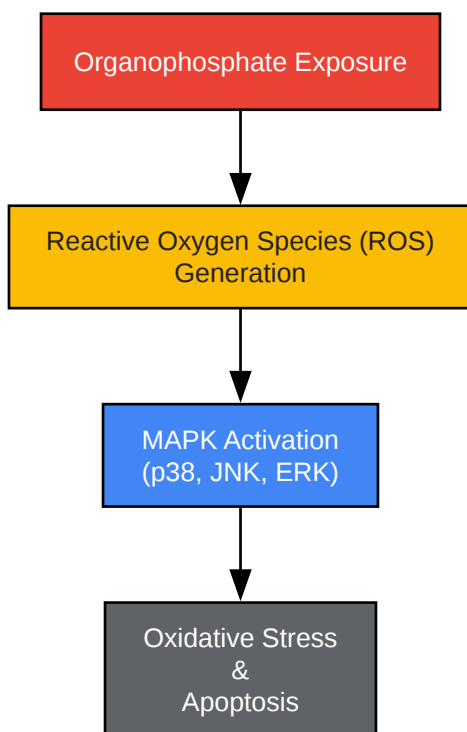 Organophosphate Exposure
Reactive Oxygen Species (ROS)
Generation
MAPK Activation
(p38, JNK, ERK)
Oxidative Stress
&
Apoptosis